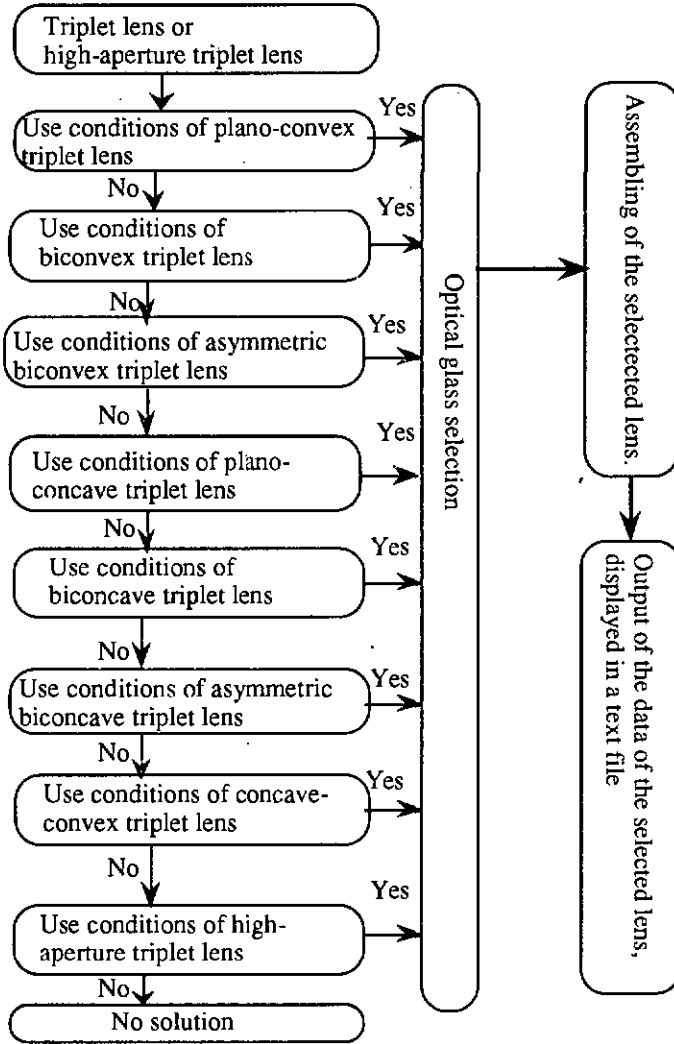 Triplet lens or
high-aperture triplet lens
Use conditions of plano-convex
triplet lens
Yes
No
Use conditions of
biconvex triplet lens
Yes
No
Use conditions of asymmetric
biconvex triplet lens
Yes
No
Use conditions of plano-
concave triplet lens
Yes
No
Use conditions of
biconcave triplet lens
Yes
No
Use conditions of asymmetric
biconcave triplet lens
Yes
No
Use conditions of concave-
convex triplet lens
Yes
No
Use conditions of high-
aperture triplet lens
Yes
No
No solution
Optical glass selection
Assembling of the selectected lens.
Output of the data of the selected lens,
displayed in a text file